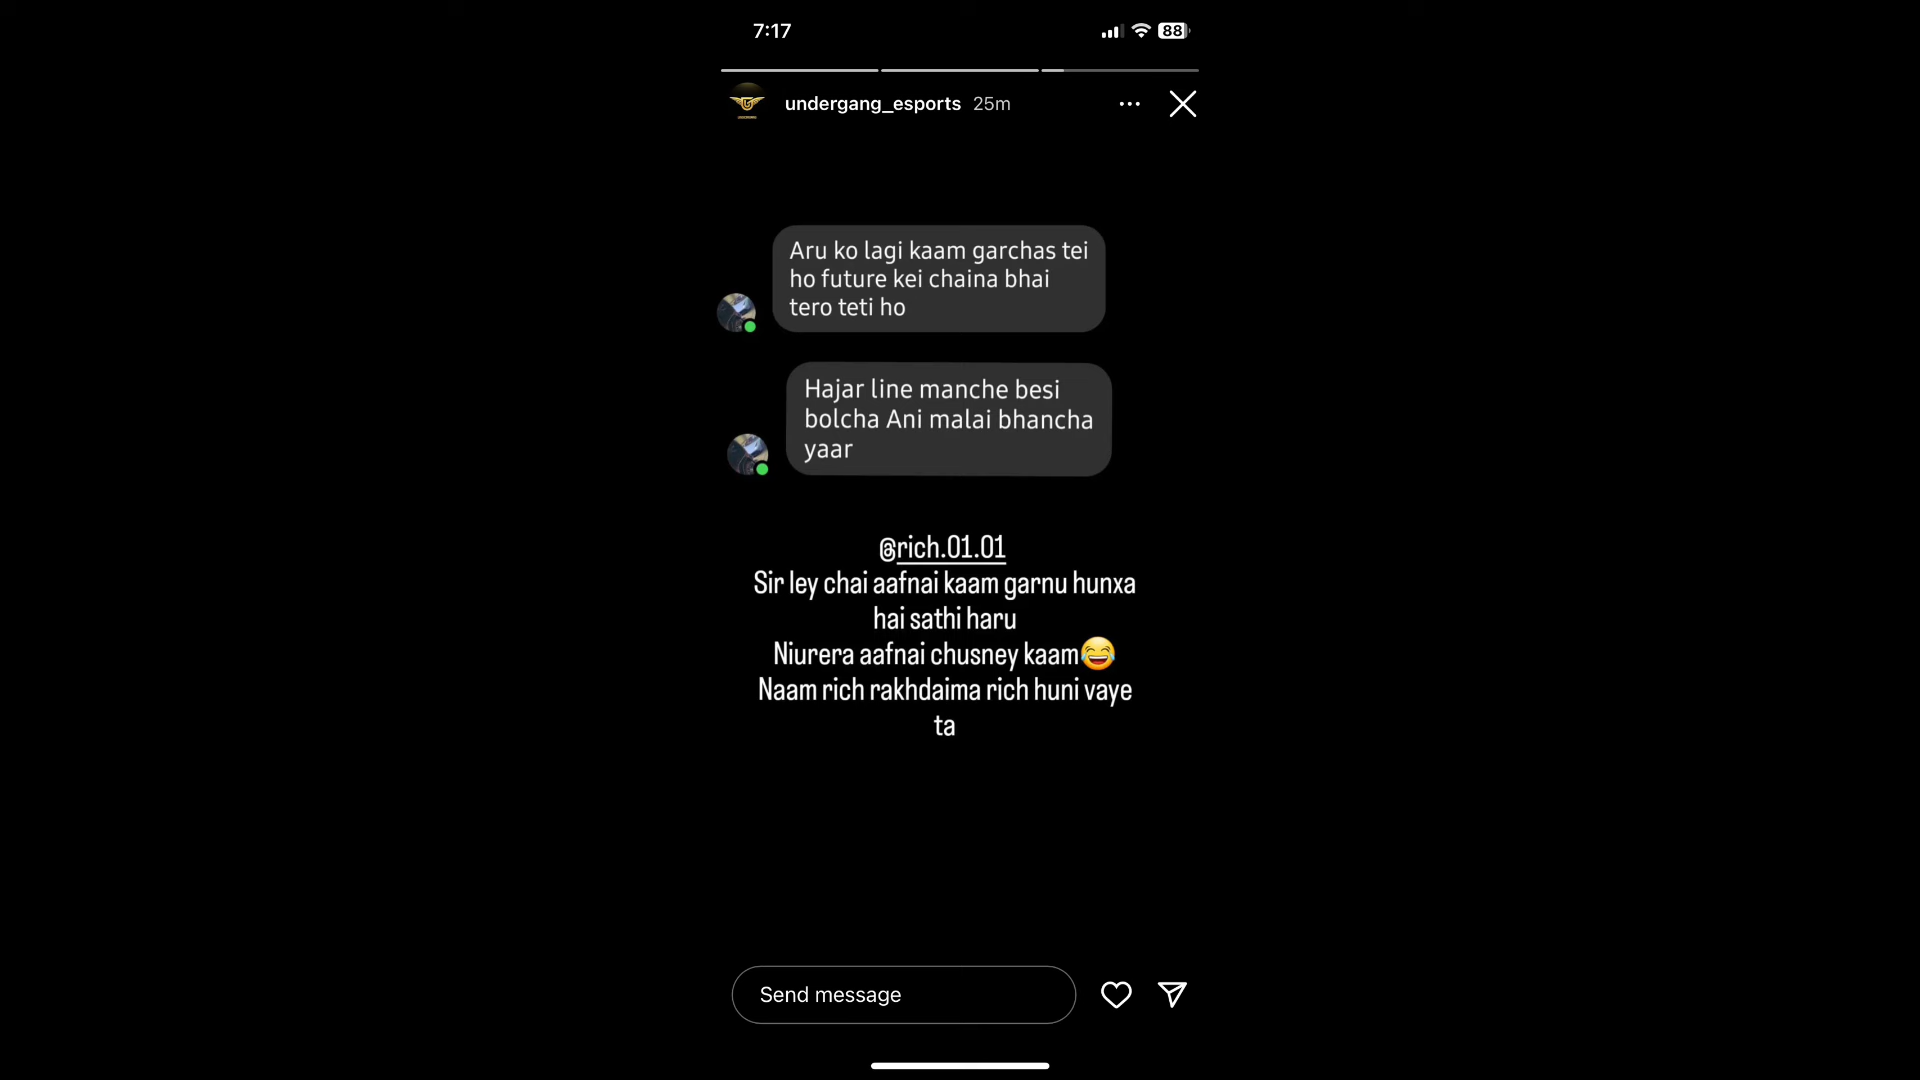 7:17
88
undergang_esports 25m
Aru ko lagi kaam garchas tei
ho future kei chaina bhai
tero teti ho
Hajar line manche besi
bolcha Ani malai bhancha
yaar
@rich.01.01
Sir ley chai aafnai kaam garnu hunxa
hai sathi haru
Niurera aafnai chusney kaam😂
Naam rich rakhdaima rich huni vaye
ta
Send message